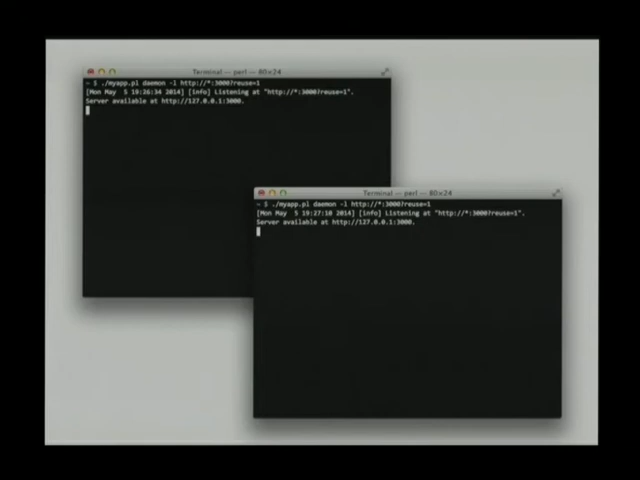 Terminal — perl — 80×24
~ $ ./myapp.pl daemon -l http://*:3000?reuse=1
[Mon May  5 19:26:34 2014] [info] Listening at "http://*:3000?reuse=1".
Server available at http://127.0.0.1:3000.
Terminal — perl — 80×24
~ $ ./myapp.pl daemon -l http://*:3000?reuse=1
[Mon May  5 19:27:10 2014] [info] Listening at "http://*:3000?reuse=1".
Server available at http://127.0.0.1:3000.